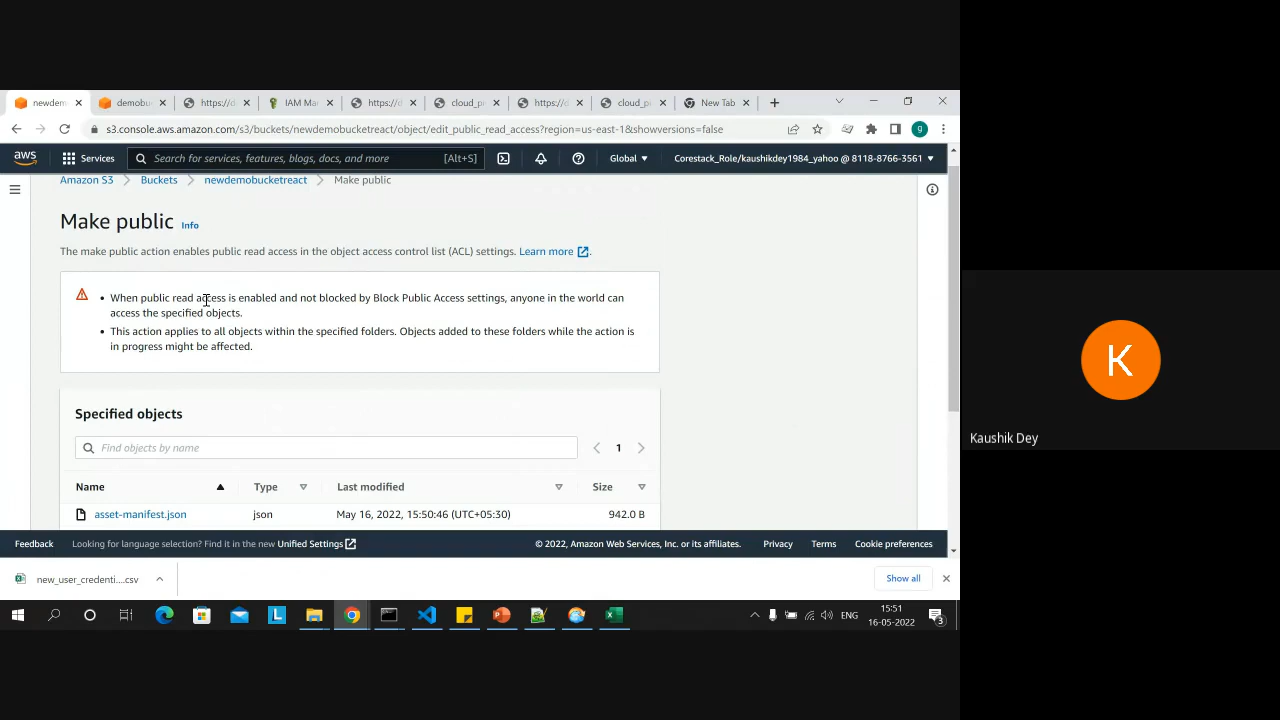 newdem
demobu
https://d
IAM Ma
https://d
cloud_p
https://d
cloud_p
New Tab
s3.console.aws.amazon.com/s3/buckets/newdemobucketreact/object/edit_public_read_access?region=us-east-1&showversions=false
g
aws
Services
Search for services, features, blogs, docs, and more
[Alt+S]
Global
Corestack_Role/kaushikdey1984_yahoo @ 8118-8766-3561
Amazon S3
Buckets
newdemobucketreact
Make public
Make public
Info
The make public action enables public read access in the object access control list (ACL) settings. Learn more.
When public read access is enabled and not blocked by Block Public Access settings, anyone in the world can
access the specified objects.
This action applies to all objects within the specified folders. Objects added to these folders while the action is
in progress might be affected.
Specified objects
Find objects by name
1
Name
Type
Last modified
Size
asset-manifest.json
json
May 16, 2022, 15:50:46 (UTC+05:30)
942.0 B
Feedback
Looking for language selection? Find it in the new Unified Settings
© 2022, Amazon Web Services, Inc. or its affiliates.
Privacy
Terms
Cookie preferences
new_user_credenti....csv
Show all
L
ENG
15:51
16-05-2022
3
K
Kaushik Dey